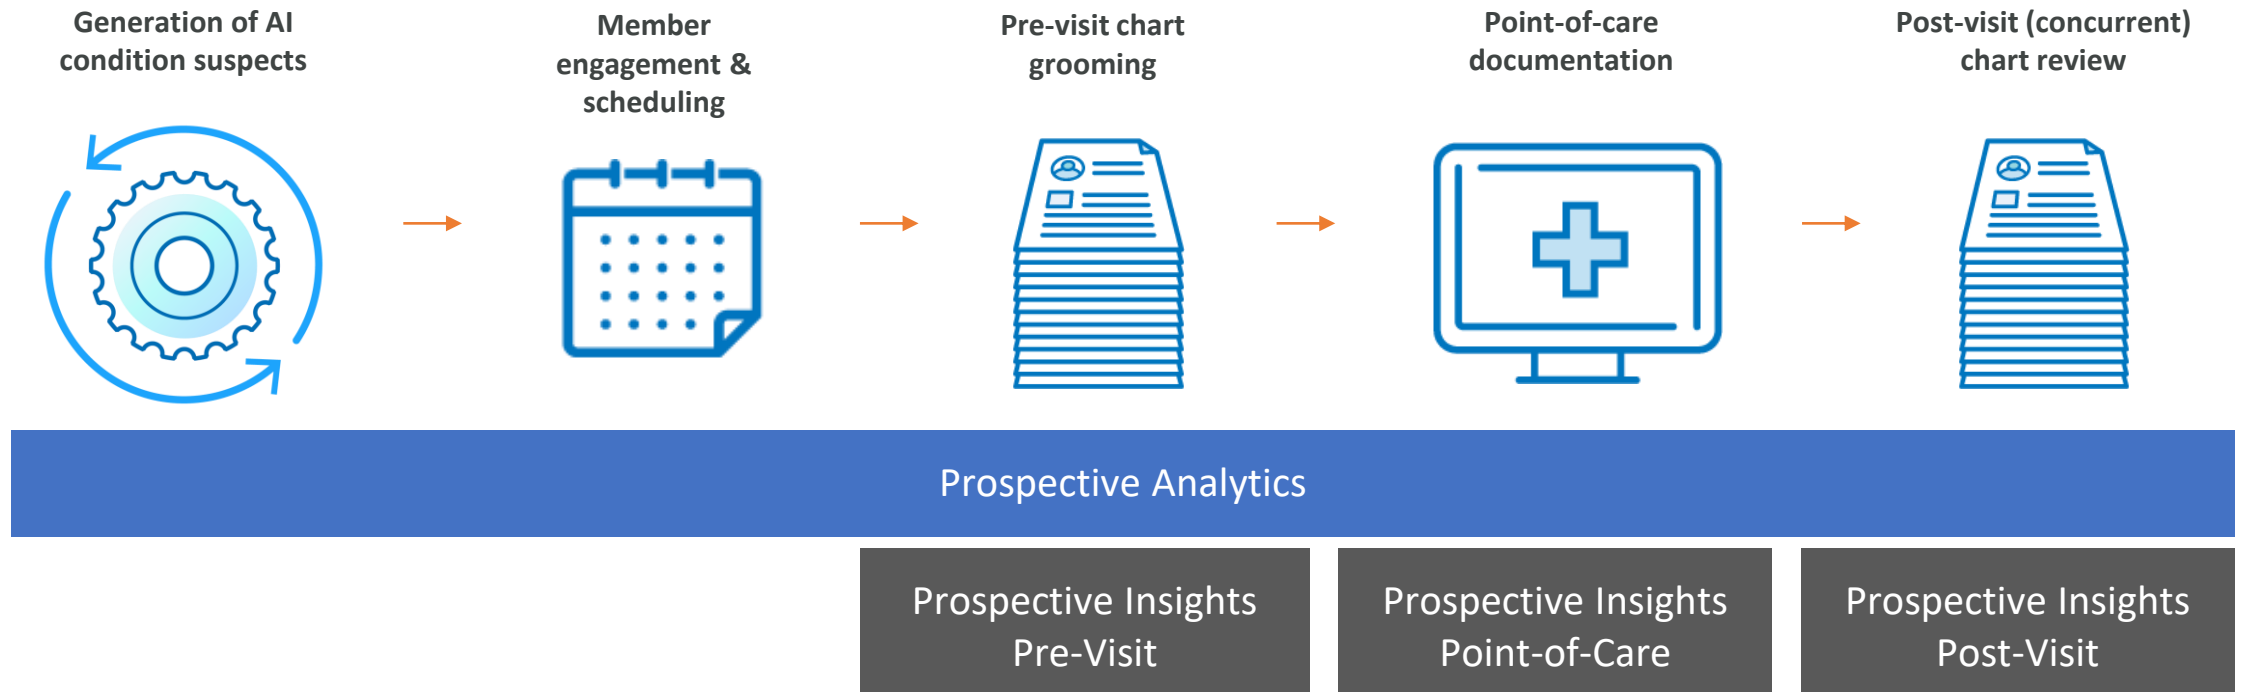 Generation of AI
condition suspects
Member
engagement &
scheduling
Pre-visit chart
grooming
Point-of-care
documentation
Post-visit (concurrent)
chart review
Prospective Analytics
Prospective Insights
Pre-Visit
Prospective Insights
Point-of-Care
Prospective Insights
Post-Visit